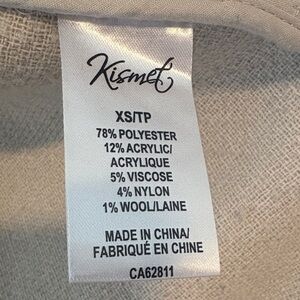 Kismet
XS/TP
78% POLYESTER
12% ACRYLIC/
ACRYLIQUE
5% VISCOSE
4% NYLON
1% WOOL/LAINE
MADE IN CHINA/
FABRIQUÉ EN CHINE
CA62811